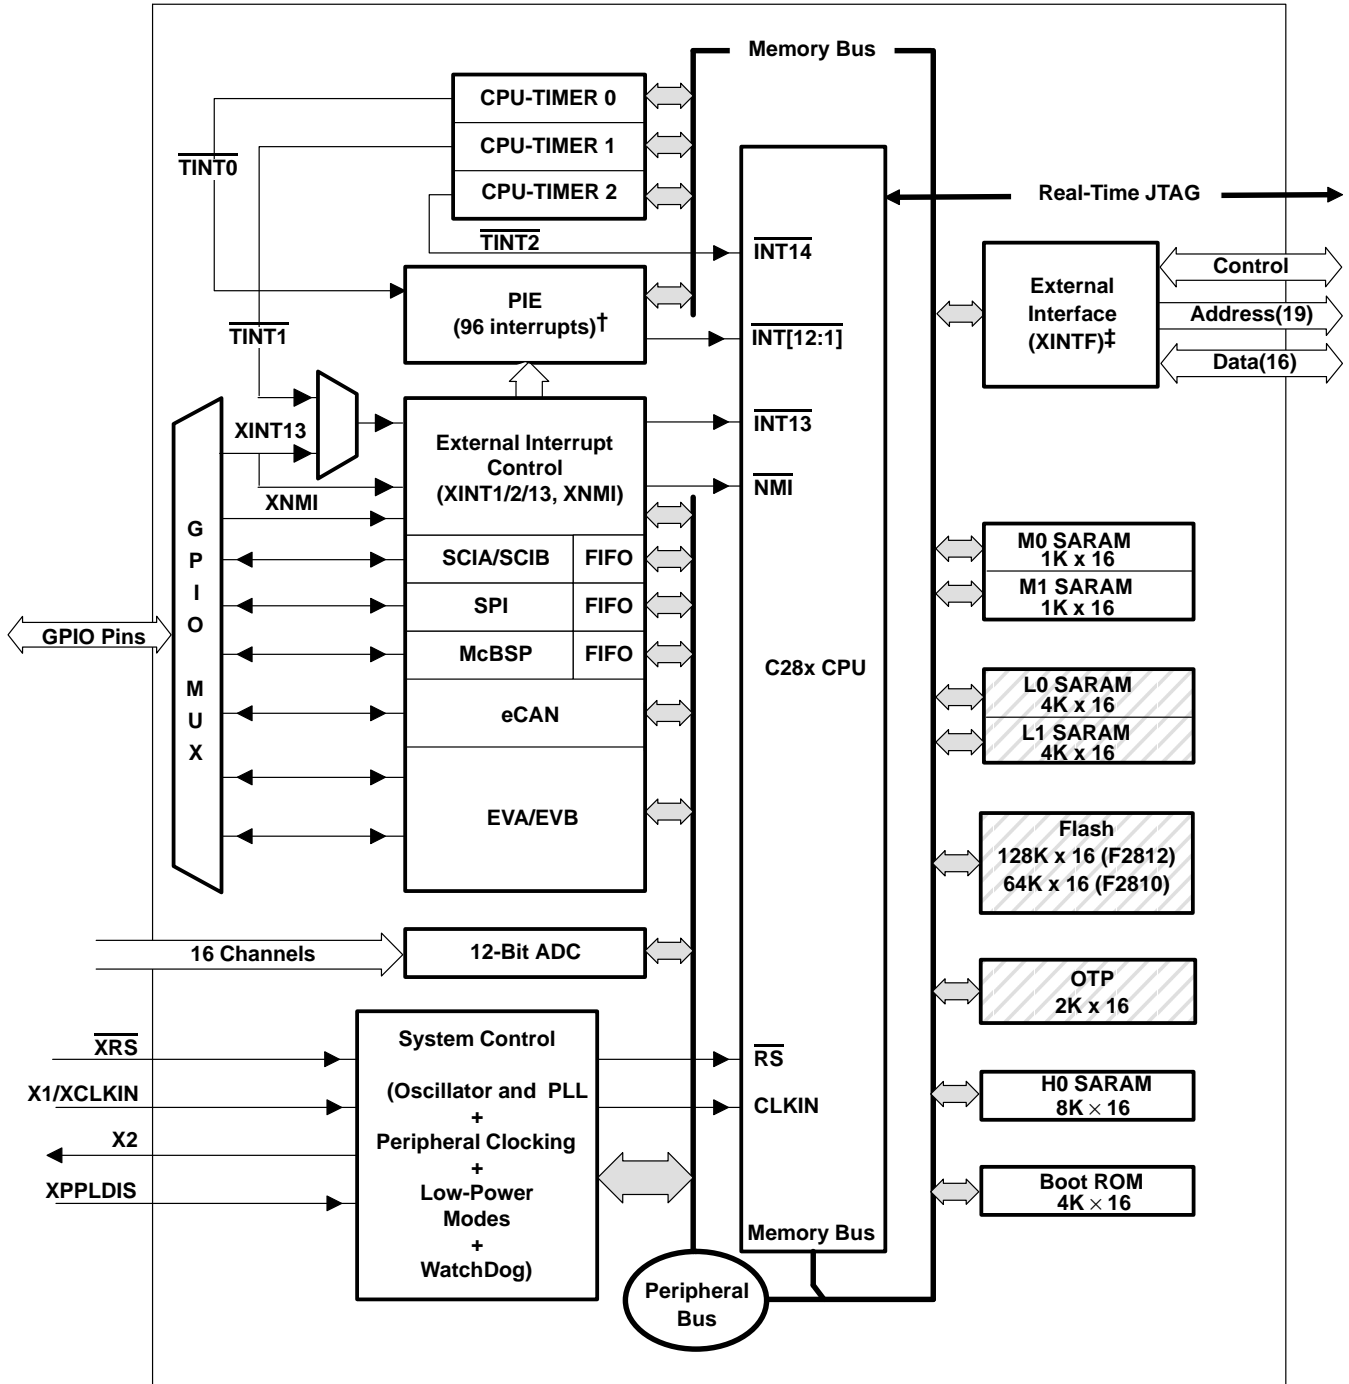 Memory Bus
CPU-TIMER 0
CPU-TIMER 1
CPU-TIMER 2
TINT0
TINT2
TINT1
Real-Time JTAG
INT14
PIE
(96 interrupts)†
INT[12:1]
External
Interface
(XINTF)‡
Control
Address(19)
Data(16)
XINT13
XNMI
External Interrupt
Control
(XINT1/2/13, XNMI)
INT13
NMI
G
P
I
O
M
U
X
GPIO Pins
SCIA/SCIB
FIFO
SPI
FIFO
McBSP
FIFO
eCAN
EVA/EVB
C28x CPU
M0 SARAM
1K x 16
M1 SARAM
1K x 16
L0 SARAM
4K x 16
L1 SARAM
4K x 16
Flash
128K x 16 (F2812)
64K x 16 (F2810)
16 Channels
12-Bit ADC
OTP
2K x 16
XRS
X1/XCLKIN
X2
XPPLDIS
System Control
(Oscillator and PLL
+
Peripheral Clocking
+
Low-Power
Modes
+
WatchDog)
RS
CLKIN
H0 SARAM
8K × 16
Boot ROM
4K × 16
Memory Bus
Peripheral
Bus